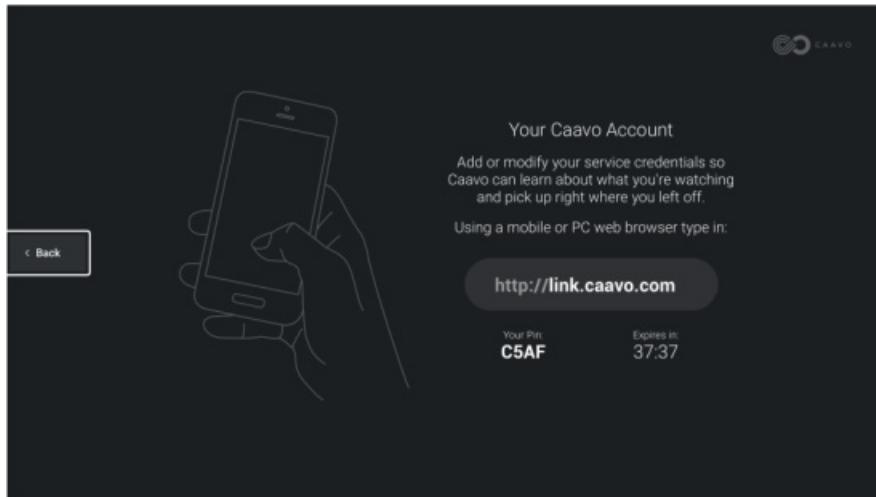 CAAVO
Your Caavo Account
Add or modify your service credentials so
Caavo can learn about what you're watching
and pick up right where you left off.
Using a mobile or PC web browser type in:
< Back
http://link.caavo.com
Your Pin:
Expires in:
C5AF
37:37